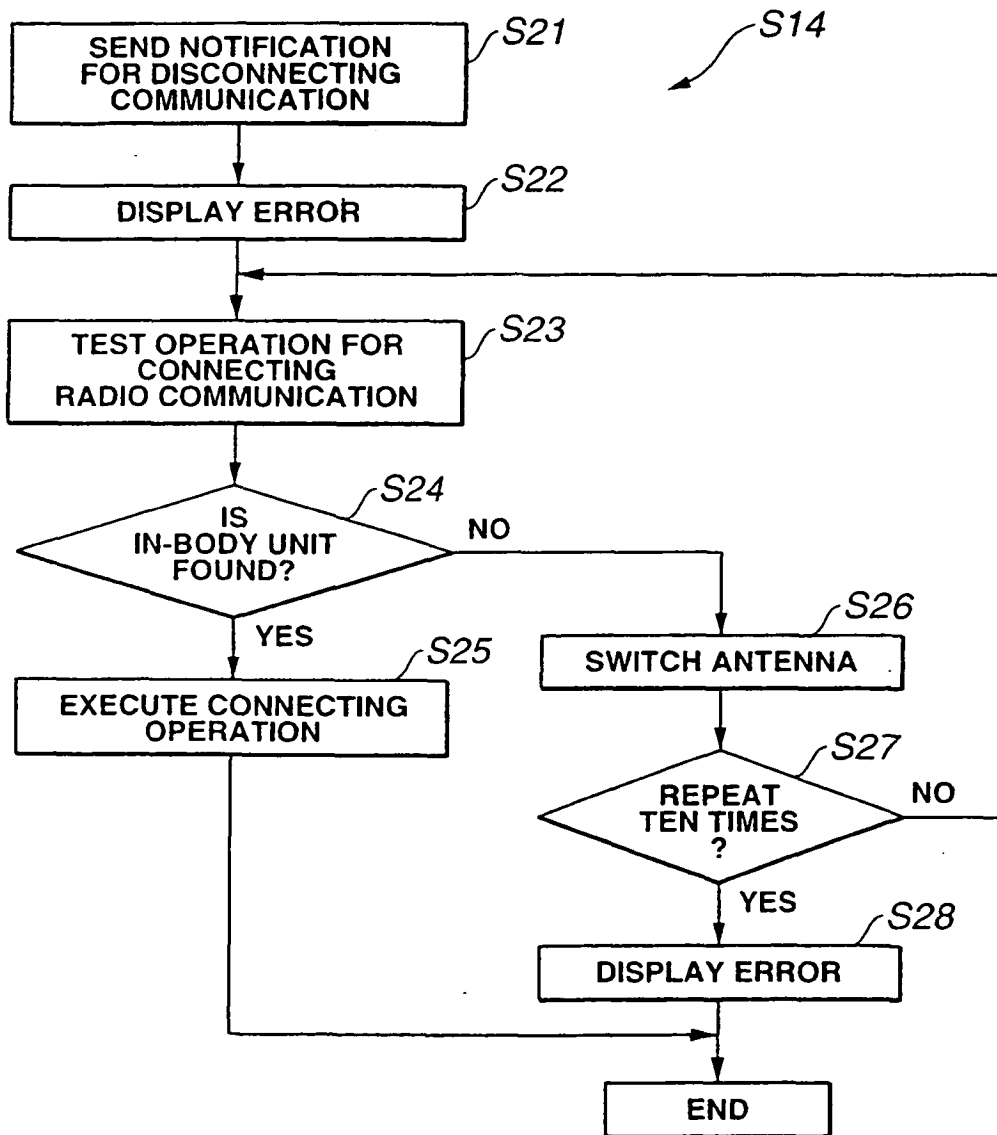 S14
S21
SEND NOTIFICATION
FOR DISCONNECTING
COMMUNICATION
S22
DISPLAY ERROR
S23
TEST OPERATION FOR
CONNECTING
RADIO COMMUNICATION
S24
IS
IN-BODY UNIT
FOUND?
NO
YES
S25
EXECUTE CONNECTING
OPERATION
S26
SWITCH ANTENNA
S27
REPEAT
TEN TIMES
?
NO
YES
S28
DISPLAY ERROR
END